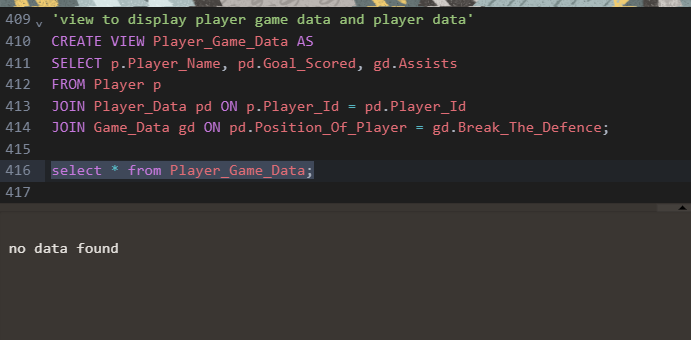 409 'view to display player game data and player data'
410 CREATE VIEW Player_Game_Data AS
411 SELECT p.Player_Name, pd.Goal_Scored, gd.Assists
412 FROM Player p
413 JOIN Player_Data pd ON p.Player_Id = pd.Player_Id
414 JOIN Game_Data gd ON pd.Position_Of_Player = gd.Break_The_Defence;
415
416 select * from Player_Game_Data;
417
no data found